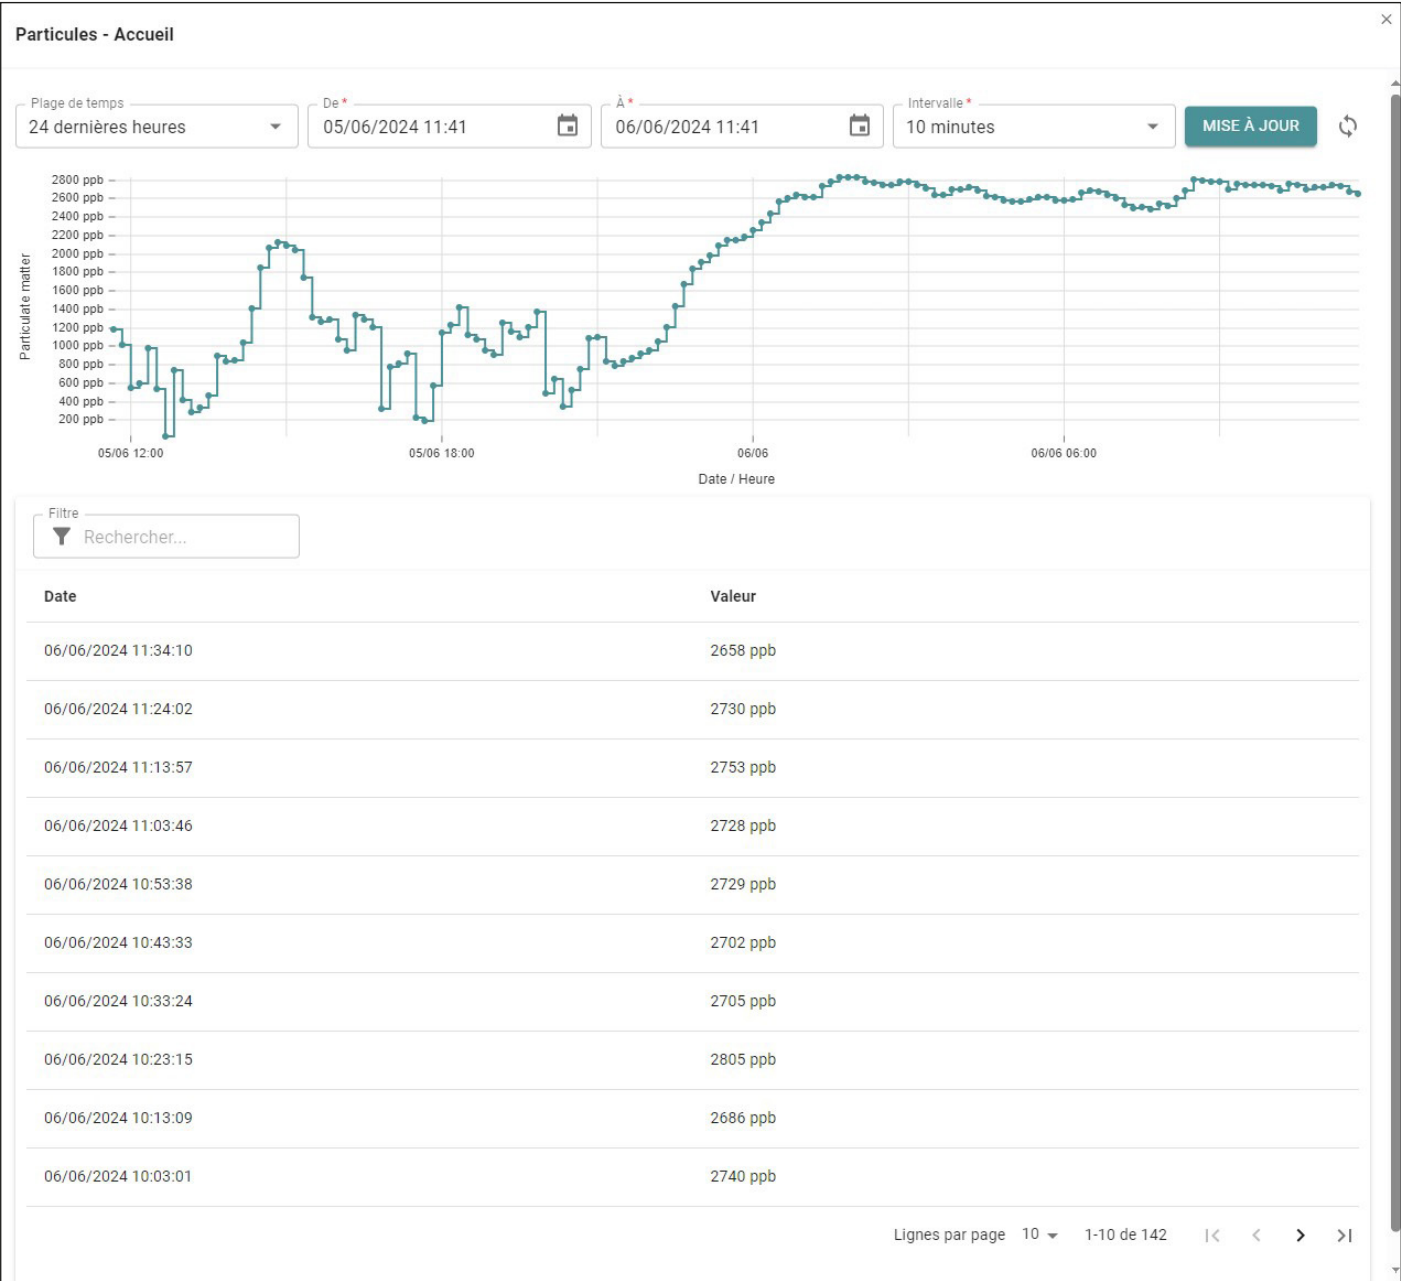 Particules - Accueil
Plage de temps De * À * Intervalle *
24 dernières heures 05/06/2024 11:41 06/06/2024 11:41 10 minutes MISE À JOUR
2800 ppb
2600 ppb
2400 ppb
2200 ppb
2000 ppb
1800 ppb
1600 ppb
1400 ppb
1200 ppb
1000 ppb
800 ppb
600 ppb
400 ppb
200 ppb
Particulate matter
05/06 12:00 05/06 18:00 06/06 06/06 06:00
Date / Heure
Filtre
Rechercher...
Date Valeur
06/06/2024 11:34:10 2658 ppb
06/06/2024 11:24:02 2730 ppb
06/06/2024 11:13:57 2753 ppb
06/06/2024 11:03:46 2728 ppb
06/06/2024 10:53:38 2729 ppb
06/06/2024 10:43:33 2702 ppb
06/06/2024 10:33:24 2705 ppb
06/06/2024 10:23:15 2805 ppb
06/06/2024 10:13:09 2686 ppb
06/06/2024 10:03:01 2740 ppb
Lignes par page 10 1-10 de 142